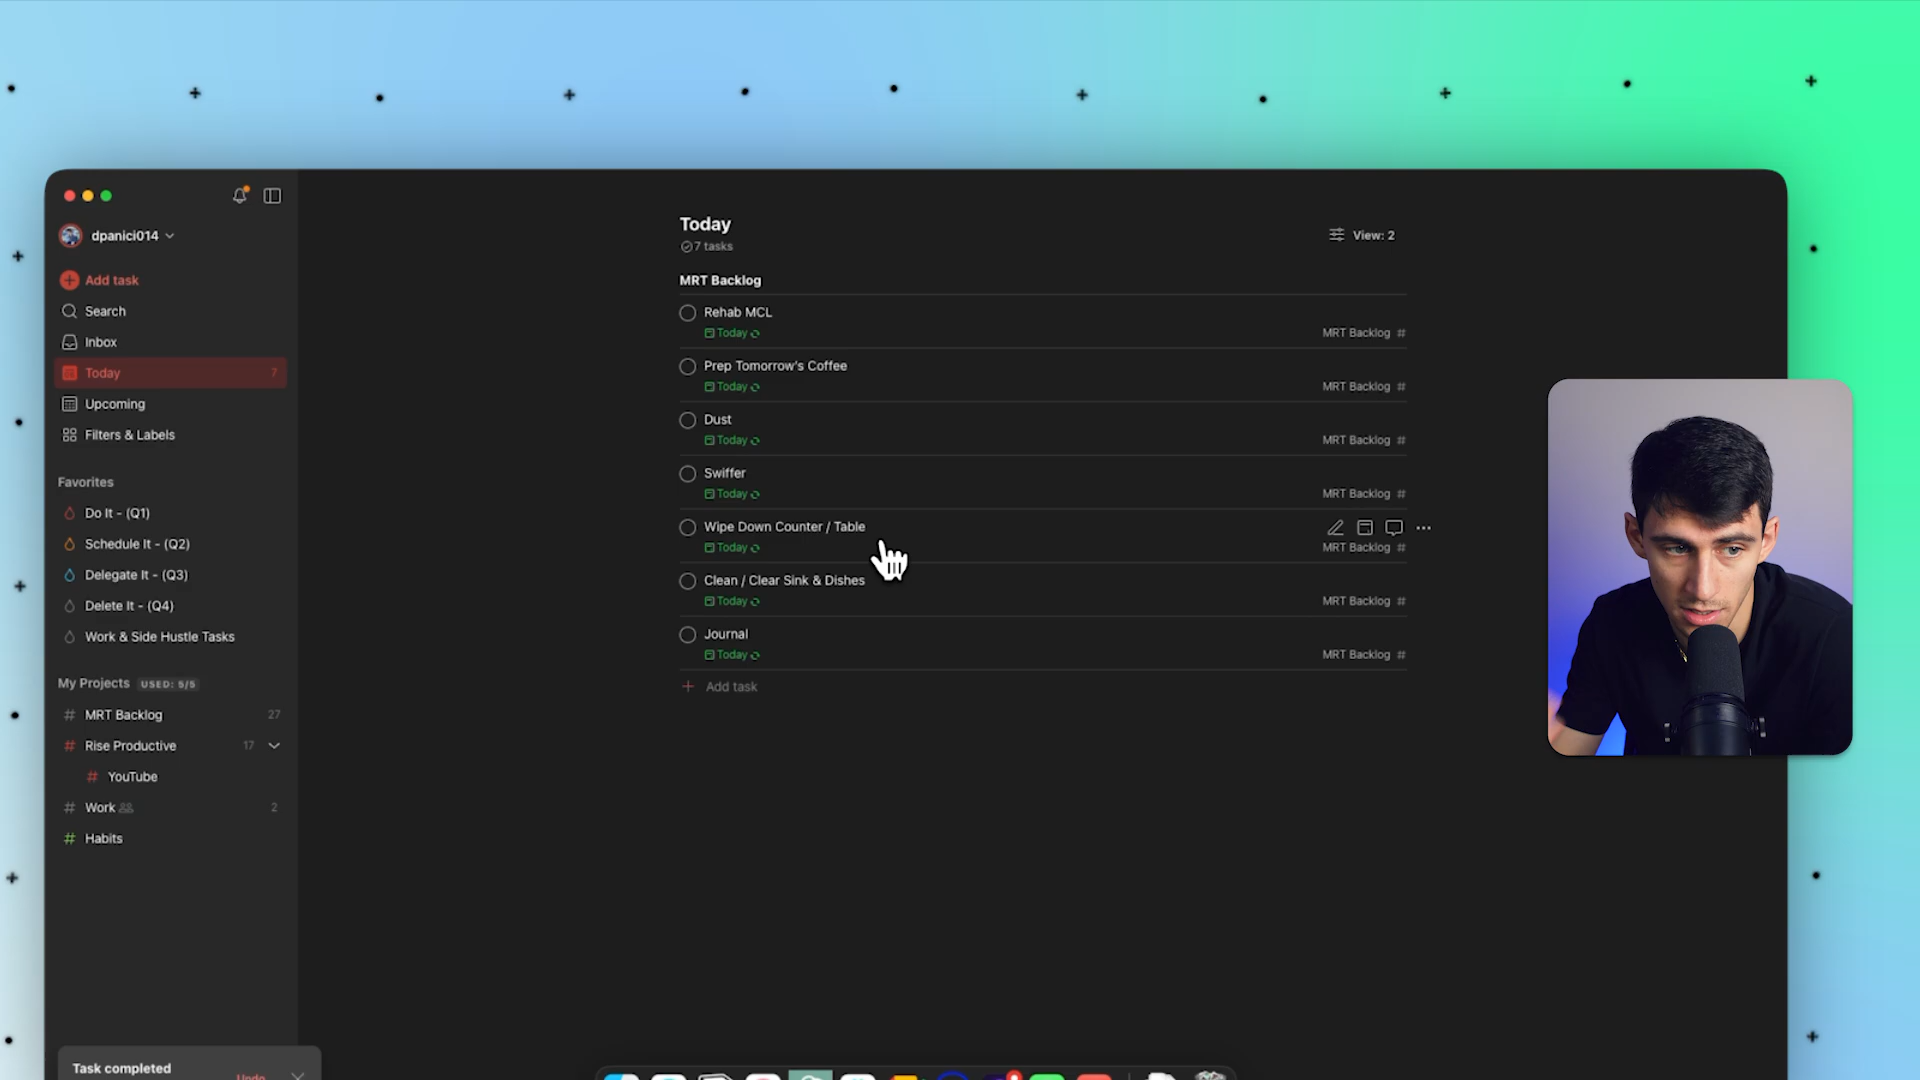 dpanici014
Add task
Search
Inbox
Today 7
Upcoming
Filters & Labels
Favorites
Do It - (Q1)
Schedule It - (Q2)
Delegate It - (Q3)
Delete It - (Q4)
Work & Side Hustle Tasks
My Projects USED: 5/5
MRT Backlog 27
Rise Productive 17
YouTube
Work 2
Habits
Task completed
Undo
Today
7 tasks
View: 2
MRT Backlog
Rehab MCL
Today MRT Backlog #
Prep Tomorrow's Coffee
Today MRT Backlog #
Dust
Today MRT Backlog #
Swiffer
Today MRT Backlog #
Wipe Down Counter / Table
Today MRT Backlog #
Clean / Clear Sink & Dishes
Today MRT Backlog #
Journal
Today MRT Backlog #
Add task